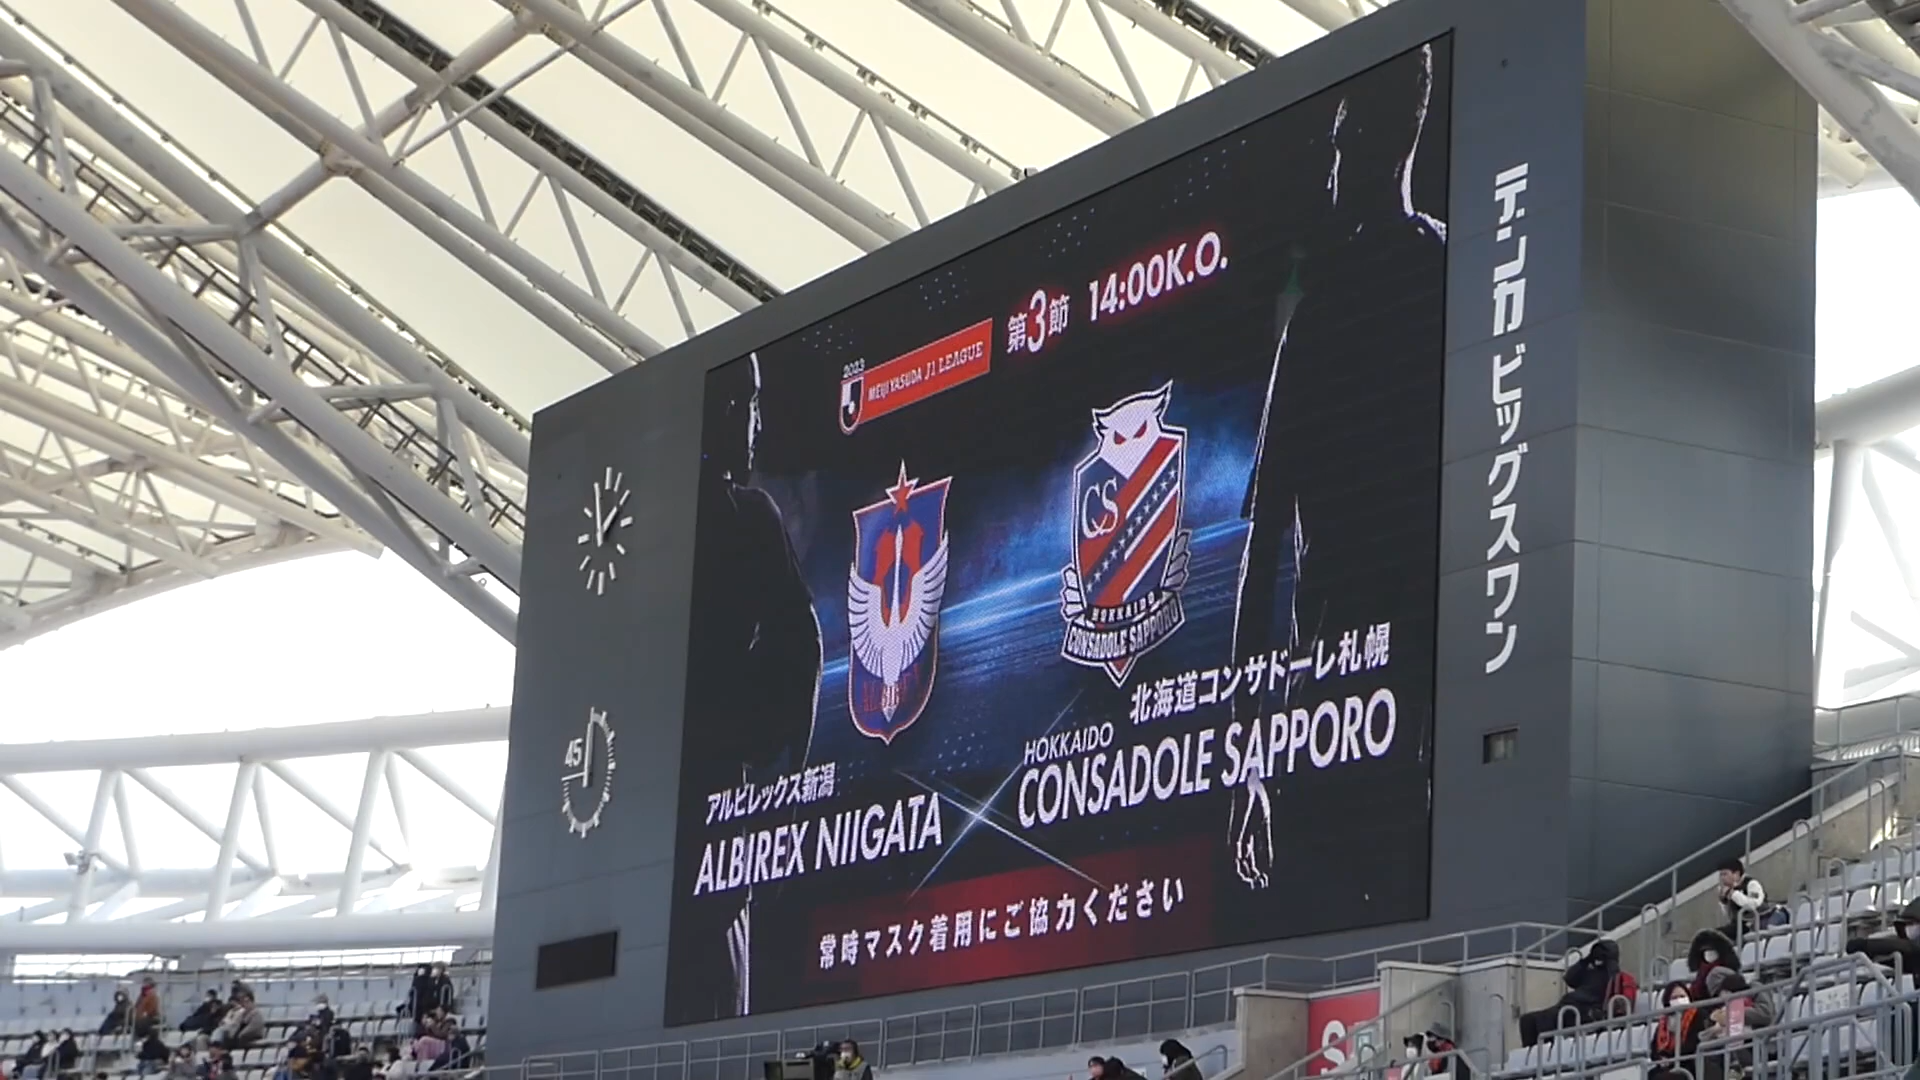 デンカビッグスワン
2023
MEIJIYASUDA J1 LEAGUE
第3節 14:00K.O.
CS
HOKKAIDO
CONSADOLE SAPPORO
アルビレックス新潟
ALBIREX NIIGATA
北海道コンサドーレ札幌
HOKKAIDO
CONSADOLE SAPPORO
常時マスク着用にご協力ください
45
S